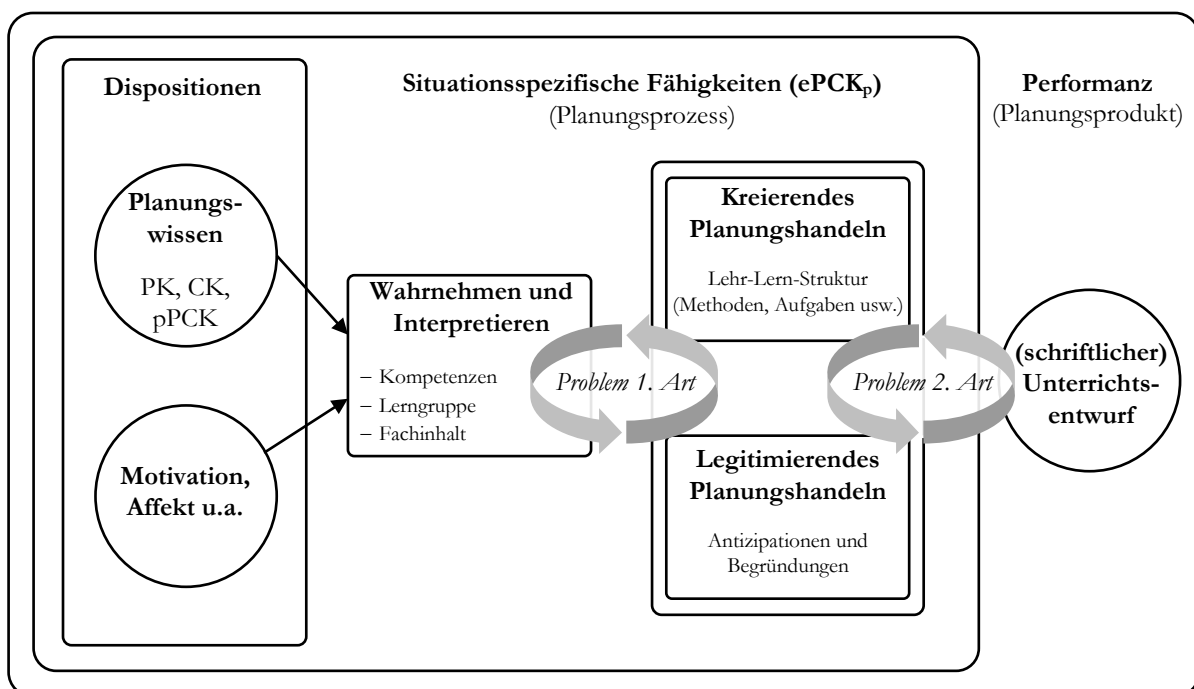 Dispositionen
Situationsspezifische Fähigkeiten (ePCKp)
(Planungsprozess)
Performanz
(Planungsprodukt)
Planungs-
wissen
PK, CK,
pPCK
Motivation,
Affekt u.a.
Wahrnehmen und
Interpretieren
– Kompetenzen
– Lerngruppe
– Fachinhalt
Problem 1. Art
Kreierendes
Planungshandeln
Lehr-Lern-Struktur
(Methoden, Aufgaben usw.)
Legitimierendes
Planungshandeln
Antizipationen und
Begründungen
Problem 2. Art
(schriftlicher)
Unterrichts-
entwurf